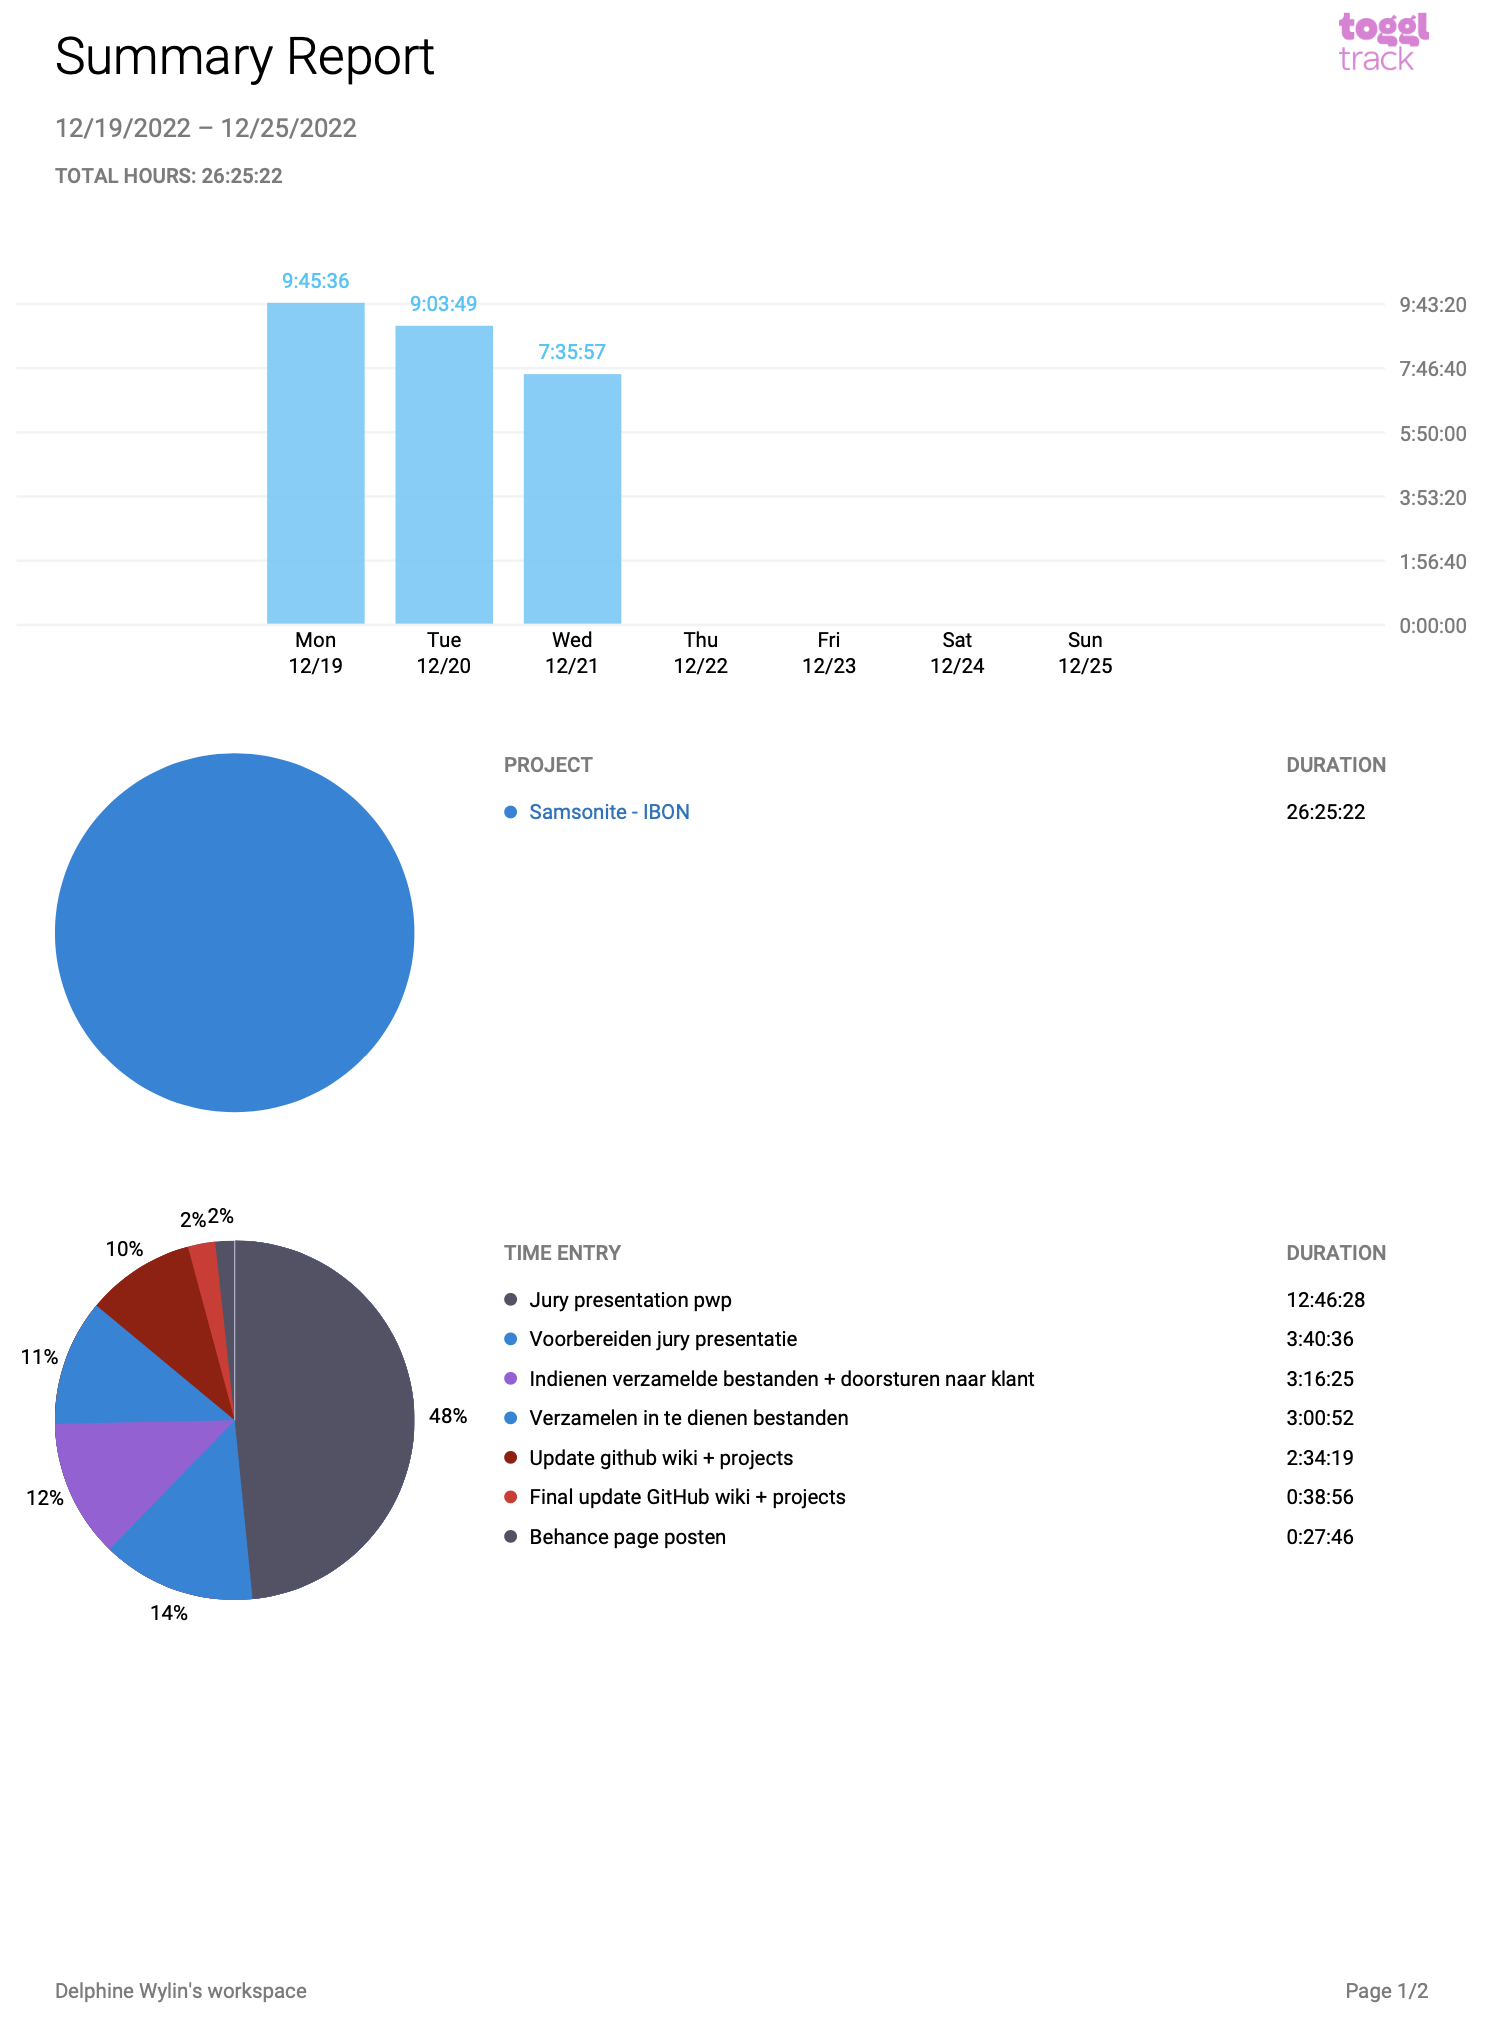 toggl
track
Summary Report
12/19/2022 – 12/25/2022
TOTAL HOURS: 26:25:22
9:45:36
9:03:49
7:35:57
9:43:20
7:46:40
5:50:00
3:53:20
1:56:40
0:00:00
Mon Tue Wed Thu Fri Sat Sun
12/19 12/20 12/21 12/22 12/23 12/24 12/25
PROJECT DURATION
Samsonite - IBON 26:25:22
2% 2%
10%
11%
48%
12%
14%
TIME ENTRY DURATION
Jury presentation pwp 12:46:28
Voorbereiden jury presentatie 3:40:36
Indienen verzamelde bestanden + doorsturen naar klant 3:16:25
Verzamelen in te dienen bestanden 3:00:52
Update github wiki + projects 2:34:19
Final update GitHub wiki + projects 0:38:56
Behance page posten 0:27:46
Delphine Wylin's workspace Page 1/2